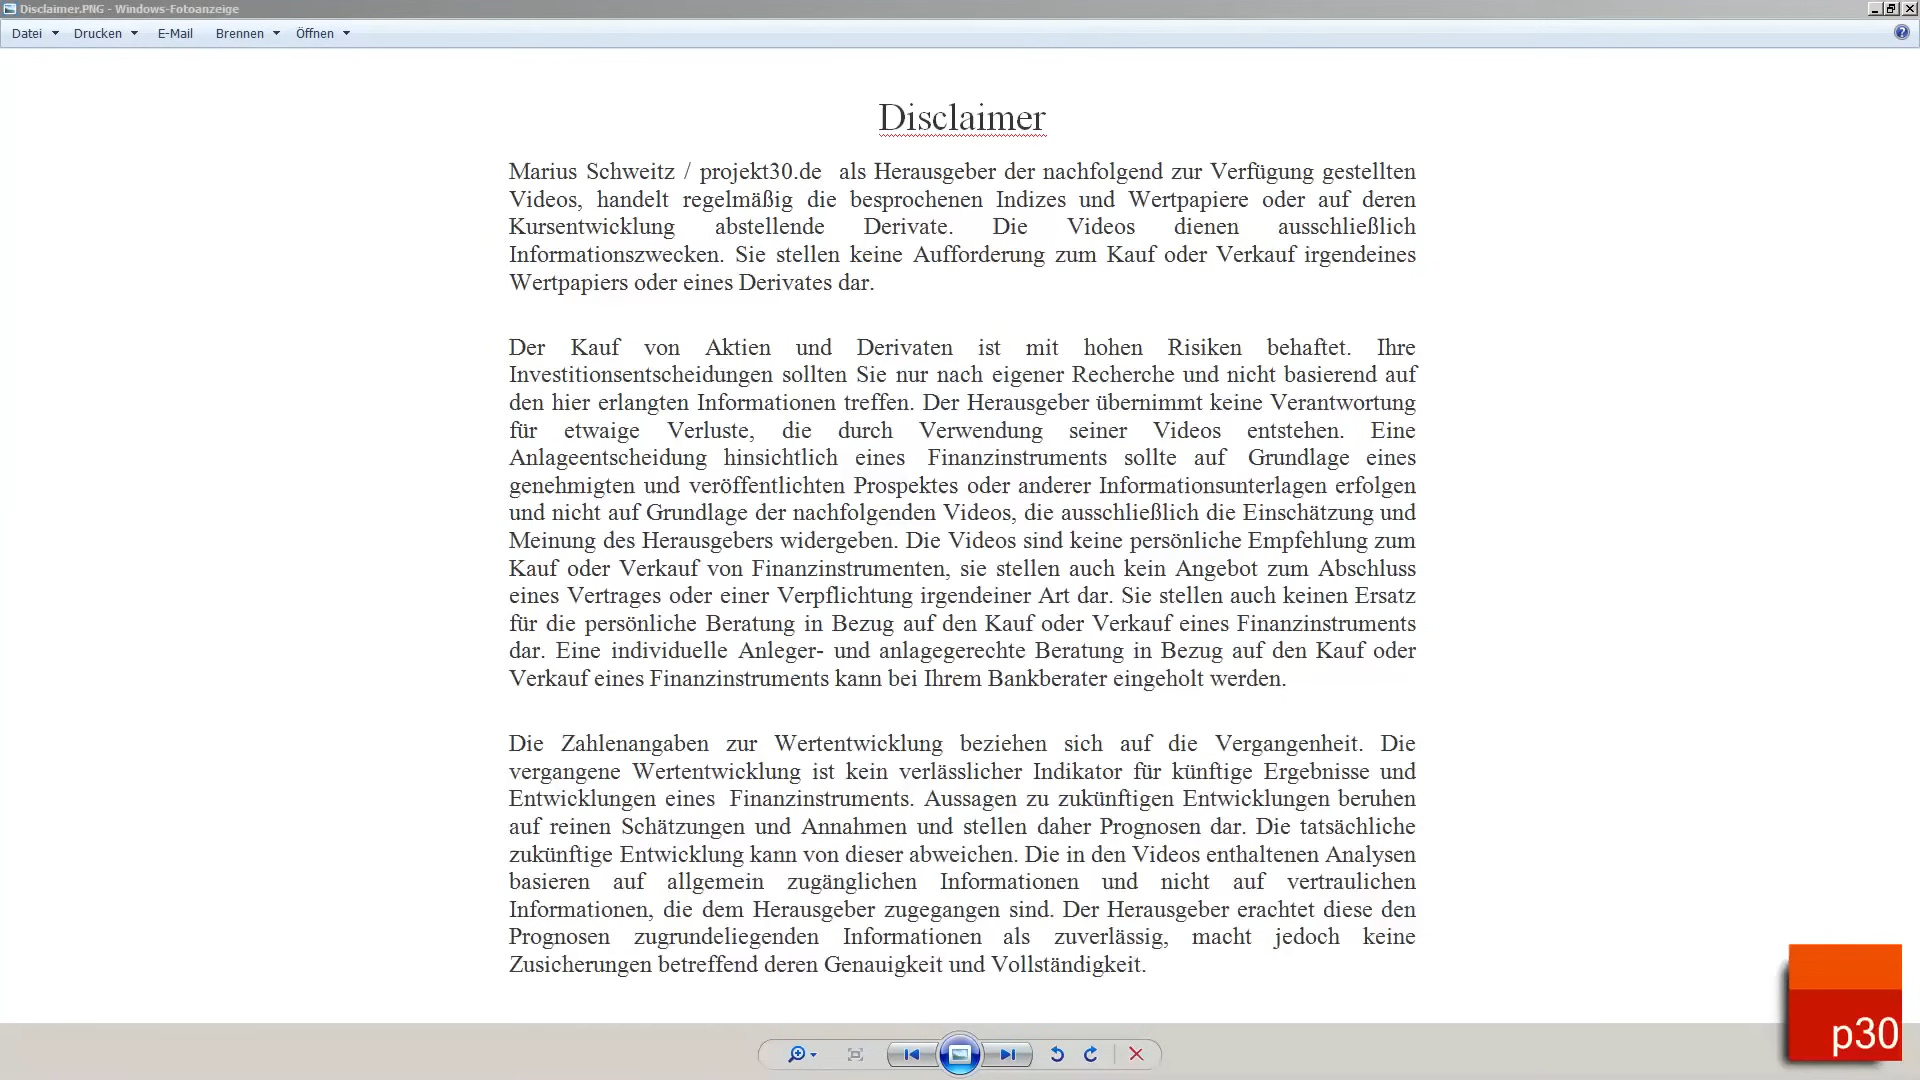 Disclaimer.PNG - Windows-Fotoanzeige
Datei Drucken E-Mail Brennen Öffnen
Disclaimer
Marius Schweitz / projekt30.de als Herausgeber der nachfolgend zur Verfügung gestellten
Videos, handelt regelmäßig die besprochenen Indizes und Wertpapiere oder auf deren
Kursentwicklung abstellende Derivate. Die Videos dienen ausschließlich
Informationszwecken. Sie stellen keine Aufforderung zum Kauf oder Verkauf irgendeines
Wertpapiers oder eines Derivates dar.
Der Kauf von Aktien und Derivaten ist mit hohen Risiken behaftet. Ihre
Investitionsentscheidungen sollten Sie nur nach eigener Recherche und nicht basierend auf
den hier erlangten Informationen treffen. Der Herausgeber übernimmt keine Verantwortung
für etwaige Verluste, die durch Verwendung seiner Videos entstehen. Eine
Anlageentscheidung hinsichtlich eines Finanzinstruments sollte auf Grundlage eines
genehmigten und veröffentlichten Prospektes oder anderer Informationsunterlagen erfolgen
und nicht auf Grundlage der nachfolgenden Videos, die ausschließlich die Einschätzung und
Meinung des Herausgebers widergeben. Die Videos sind keine persönliche Empfehlung zum
Kauf oder Verkauf von Finanzinstrumenten, sie stellen auch kein Angebot zum Abschluss
eines Vertrages oder einer Verpflichtung irgendeiner Art dar. Sie stellen auch keinen Ersatz
für die persönliche Beratung in Bezug auf den Kauf oder Verkauf eines Finanzinstruments
dar. Eine individuelle Anleger- und anlagegerechte Beratung in Bezug auf den Kauf oder
Verkauf eines Finanzinstruments kann bei Ihrem Bankberater eingeholt werden.
Die Zahlenangaben zur Wertentwicklung beziehen sich auf die Vergangenheit. Die
vergangene Wertentwicklung ist kein verlässlicher Indikator für künftige Ergebnisse und
Entwicklungen eines Finanzinstruments. Aussagen zu zukünftigen Entwicklungen beruhen
auf reinen Schätzungen und Annahmen und stellen daher Prognosen dar. Die tatsächliche
zukünftige Entwicklung kann von dieser abweichen. Die in den Videos enthaltenen Analysen
basieren auf allgemein zugänglichen Informationen und nicht auf vertraulichen
Informationen, die dem Herausgeber zugegangen sind. Der Herausgeber erachtet diese den
Prognosen zugrundeliegenden Informationen als zuverlässig, macht jedoch keine
Zusicherungen betreffend deren Genauigkeit und Vollständigkeit.
p30